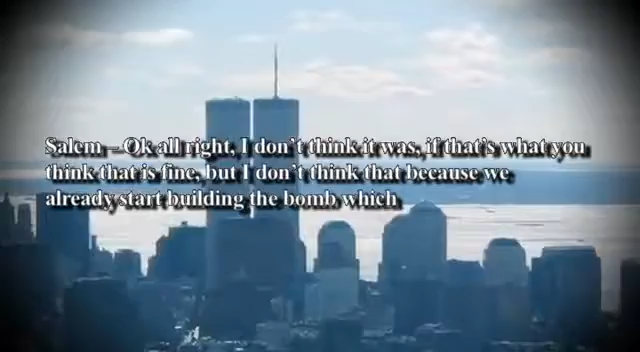 Salem, – Ok all right, I don't think it was, if that's what you
think that is fine, but I don't think that because we
already start building the bomb which